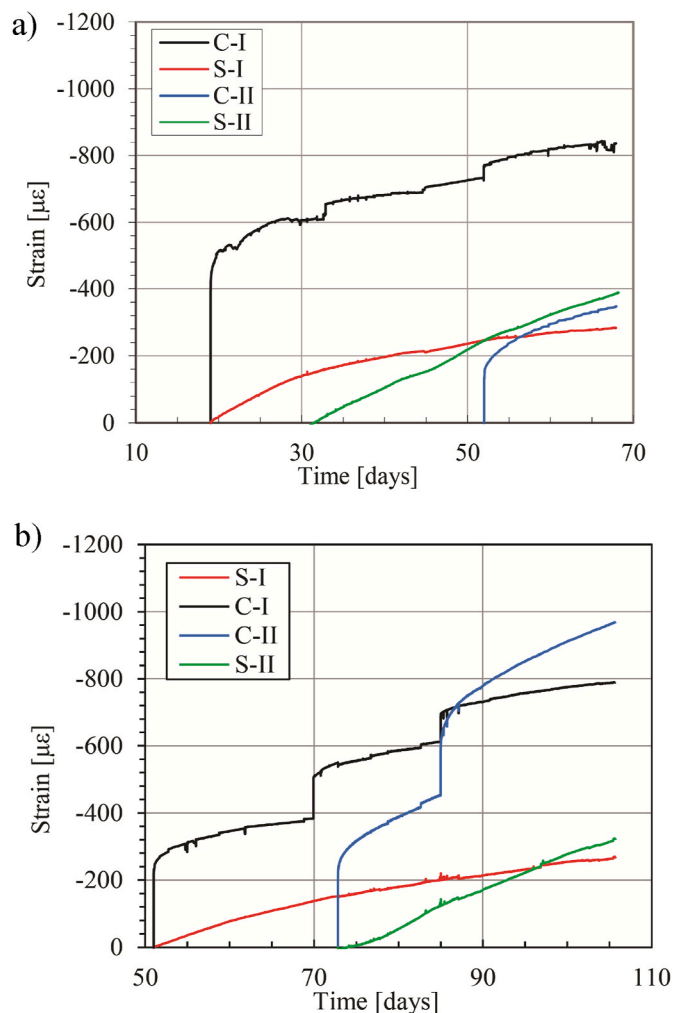 a)
-1200
-1000
-800
-600
-400
-200
0
Strain [με]
C-I
S-I
C-II
S-II
10 30 50 70
Time [days]
b)
-1200
-1000
-800
-600
-400
-200
0
Strain [με]
S-I
C-I
C-II
S-II
50 70 90 110
Time [days]